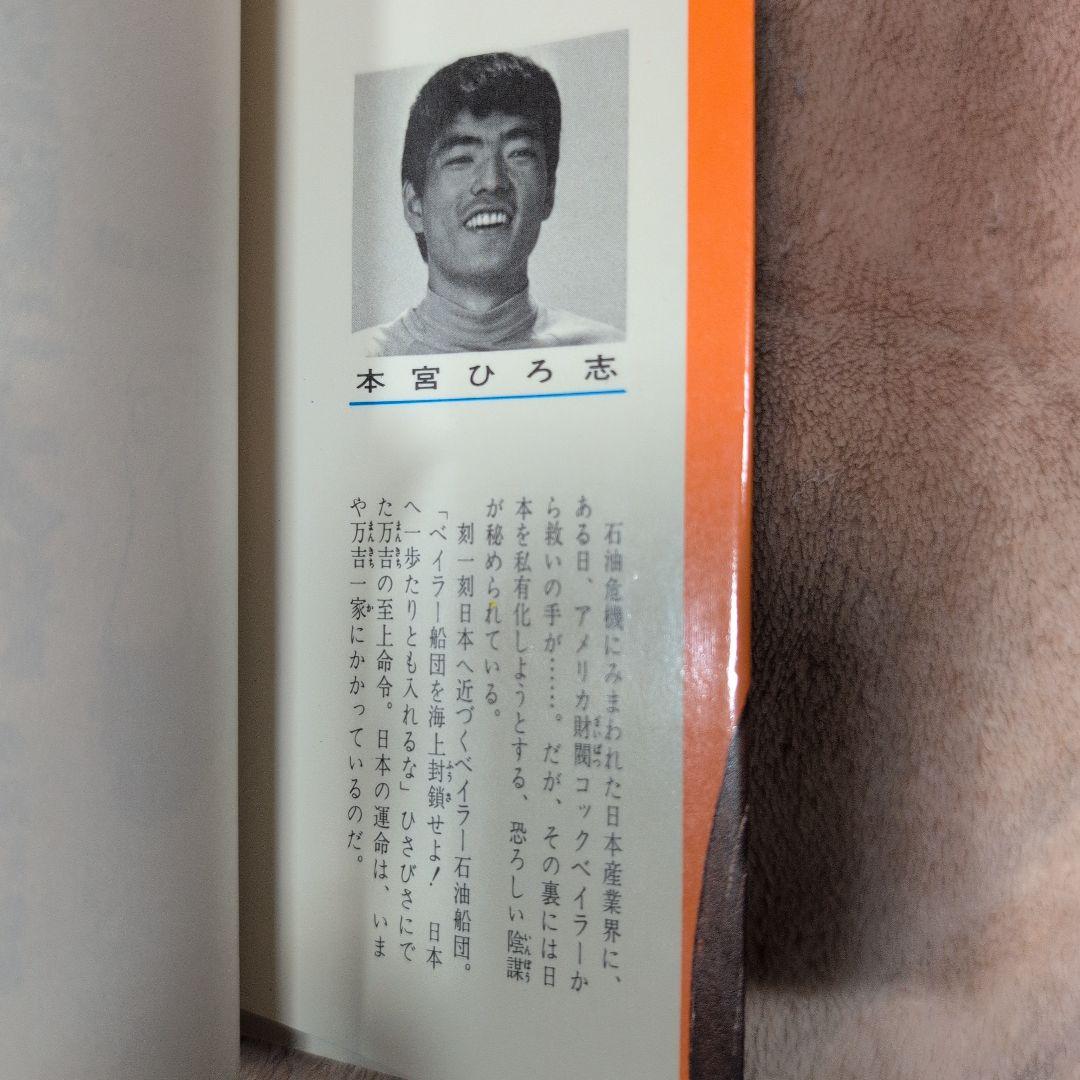 本宮ひろ志
石油危機にみまわれた日本産業界に、
ある日、アメリカ財閥コックベイラーか
ら救いの手が……。だが、その裏には日
本を私有化しようとする、恐ろしい陰謀
が秘められている。
刻一刻日本へ近づくベイラー石油船団。
「ベイラー船団を海上封鎖せよ！　日本
へ一歩たりとも入れるな」ひさびさにで
た万吉の至上命令。日本の運命は、いま
や万吉一家にかかっているのだ。